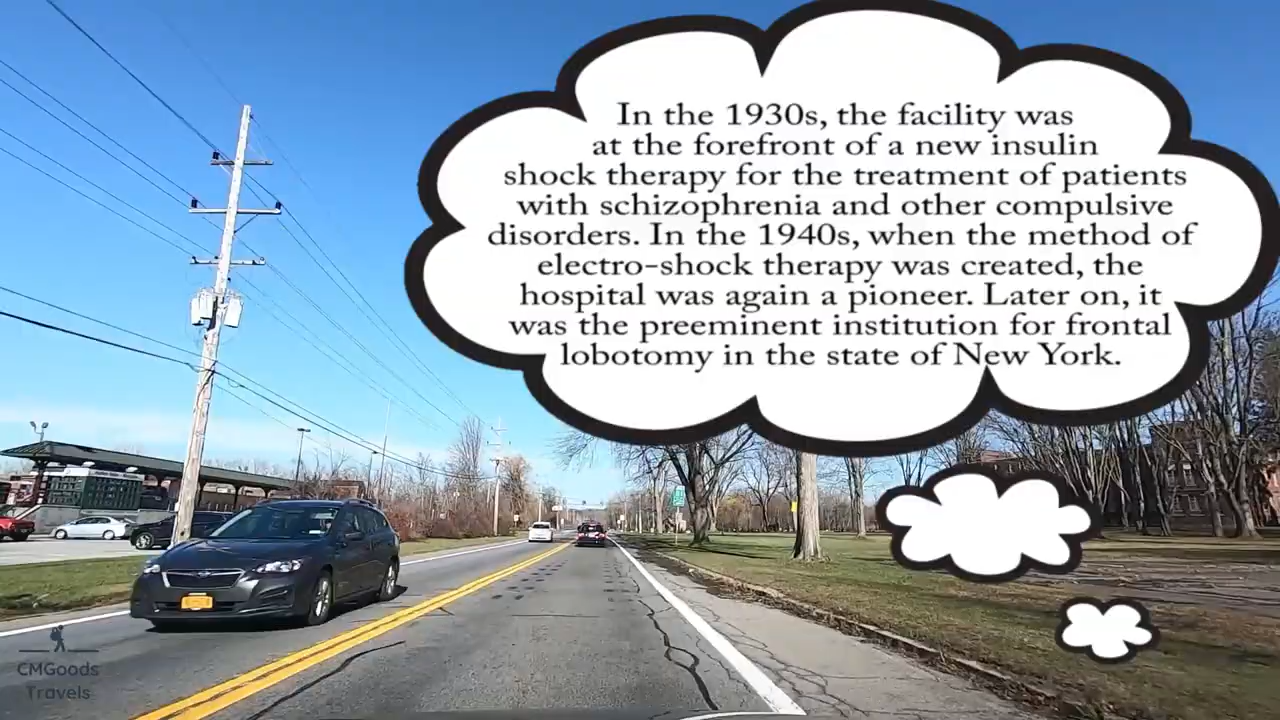 In the 1930s, the facility was
at the forefront of a new insulin
shock therapy for the treatment of patients
with schizophrenia and other compulsive
disorders. In the 1940s, when the method of
electro-shock therapy was created, the
hospital was again a pioneer. Later on, it
was the preeminent institution for frontal
lobotomy in the state of New York.
CMGoods
Travels